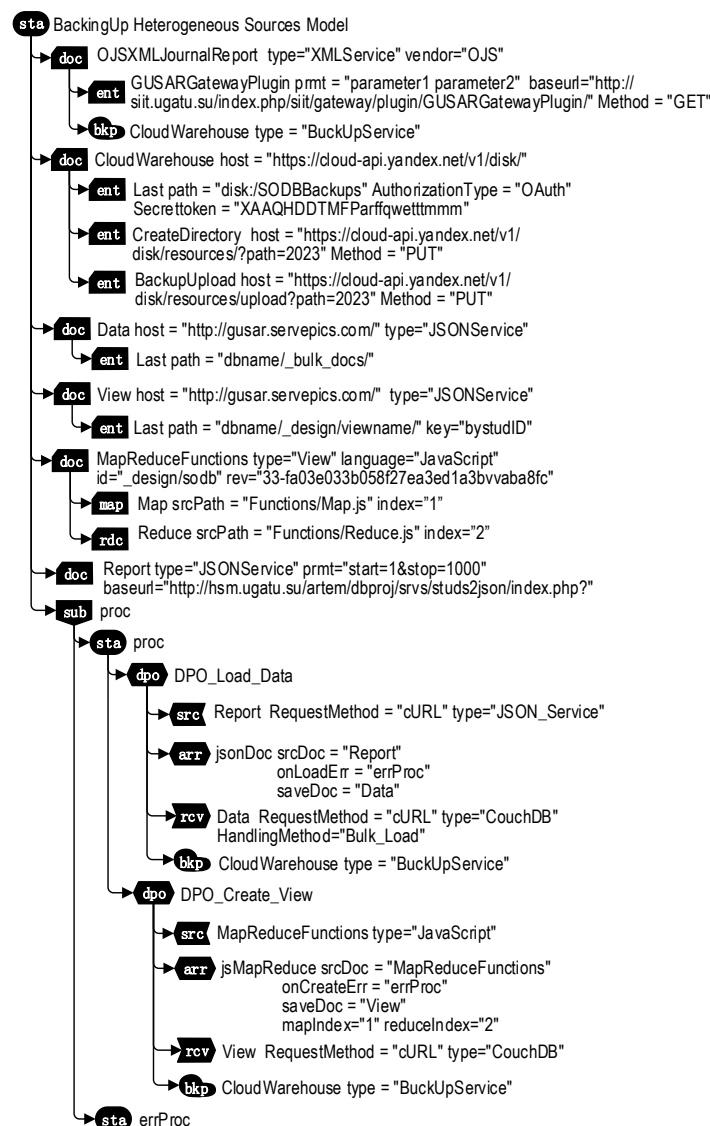 sta BackingUp Heterogeneous Sources Model
doc OJSXMLJournalReport type="XMLService" vendor="OJS"
ent GUSARGatewayPlugin prmt = "parameter1 parameter2" baseurl="http://
siit.ugatu.su/index.php/siit/gateway/plugin/GUSARGatewayPlugin/" Method = "GET"
bkp CloudWarehouse type = "BuckUpService"
doc CloudWarehouse host = "https://cloud-api.yandex.net/v1/disk/"
ent Last path = "disk:/SODBBackups" AuthorizationType = "OAuth"
Secrettoken = "XAAQHDDTMFParffqwetttmmm"
ent CreateDirectory host = "https://cloud-api.yandex.net/v1/
disk/resources/?path=2023" Method = "PUT"
ent BackupUpload host = "https://cloud-api.yandex.net/v1/
disk/resources/upload?path=2023" Method = "PUT"
doc Data host = "http://gusar.servepics.com/" type="JSONService"
ent Last path = "dbname/_bulk_docs/"
doc View host = "http://gusar.servepics.com/" type="JSONService"
ent Last path = "dbname/_design/viewname/" key="bystudID"
doc MapReduceFunctions type="View" language="JavaScript"
id="_design/sodb" rev="33-fa03e033b058f27ea3ed1a3bvvaba8fc"
map Map srcPath = "Functions/Map.js" index="1"
rdc Reduce srcPath = "Functions/Reduce.js" index="2"
doc Report type="JSONService" prmt="start=1&stop=1000"
baseurl="http://hsm.ugatu.su/artem/dbproj/srvs/studs2json/index.php?"
sub proc
sta proc
dpo DPO_Load_Data
src Report RequestMethod = "cURL" type="JSON_Service"
arr jsonDoc srcDoc = "Report"
onLoadErr = "errProc"
saveDoc = "Data"
rcv Data RequestMethod = "cURL" type="CouchDB"
HandlingMethod="Bulk_Load"
bkp CloudWarehouse type = "BuckUpService"
dpo DPO_Create_View
src MapReduceFunctions type="JavaScript"
arr jsMapReduce srcDoc = "MapReduceFunctions"
onCreateErr = "errProc"
saveDoc = "View"
mapIndex="1" reduceIndex="2"
rcv View RequestMethod = "cURL" type="CouchDB"
bkp CloudWarehouse type = "BuckUpService"
sta errProc